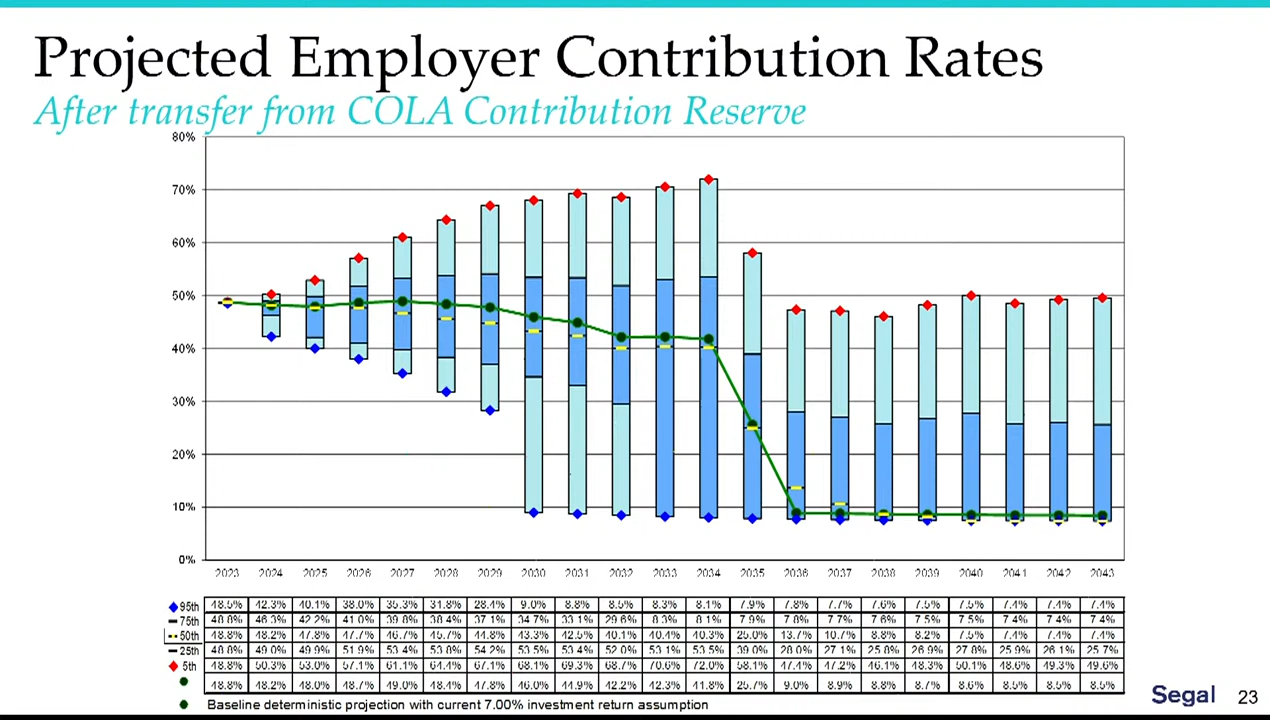 Projected Employer Contribution Rates
After transfer from COLA Contribution Reserve
80%
70%
60%
50%
40%
30%
20%
10%
0%
2023 2024 2025 2026 2027 2028 2029 2030 2031 2032 2033 2034 2035 2036 2037 2038 2039 2040 2041 2042 2043
95th 48.5% 42.3% 40.1% 38.0% 35.3% 31.8% 28.4% 9.0% 8.8% 8.5% 8.3% 8.1% 7.9% 7.8% 7.7% 7.6% 7.5% 7.5% 7.4% 7.4% 7.4%
75th 48.8% 46.3% 42.2% 41.0% 39.8% 38.4% 37.1% 34.7% 33.1% 29.6% 8.3% 8.1% 7.9% 7.8% 7.7% 7.6% 7.5% 7.5% 7.4% 7.4% 7.4%
50th 48.8% 48.2% 47.8% 47.7% 46.7% 45.7% 44.8% 43.3% 42.5% 40.1% 40.4% 40.3% 25.0% 13.7% 10.7% 8.8% 8.2% 7.5% 7.4% 7.4% 7.4%
25th 48.8% 49.0% 49.9% 51.9% 53.4% 53.8% 54.2% 53.5% 53.4% 52.0% 53.1% 53.5% 39.0% 28.0% 27.1% 25.8% 26.9% 27.8% 25.9% 26.1% 25.7%
5th 48.8% 50.3% 53.0% 57.1% 61.1% 64.4% 67.1% 68.1% 69.3% 68.7% 70.6% 72.0% 58.1% 47.4% 47.2% 46.1% 48.3% 50.1% 48.6% 49.3% 49.6%
48.8% 48.2% 48.0% 48.7% 49.0% 48.4% 47.8% 46.0% 44.9% 42.2% 42.3% 41.8% 25.7% 9.0% 8.9% 8.8% 8.7% 8.6% 8.5% 8.5% 8.5%
Baseline deterministic projection with current 7.00% investment return assumption
Segal 23